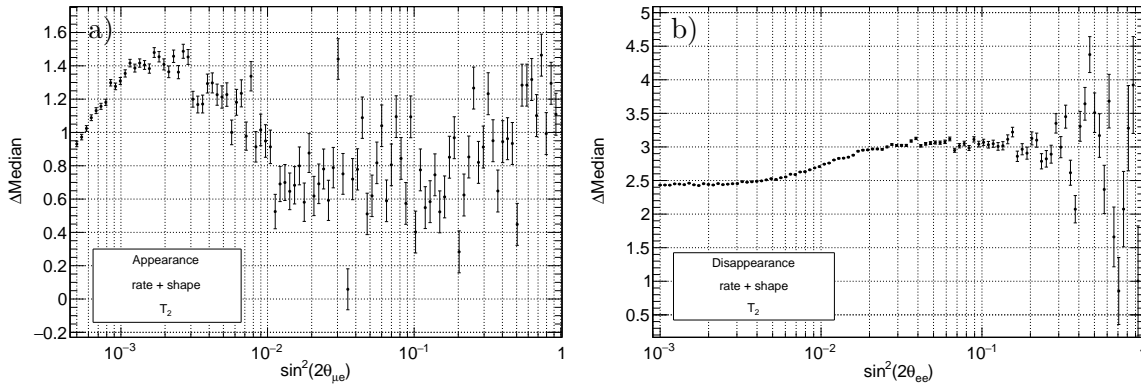 a)
ΔMedian
1.6
1.4
1.2
1
0.8
0.6
0.4
0.2
0
−0.2
Appearance
rate + shape
T₂
10⁻³ 10⁻² 10⁻¹ 1
sin²(2θ_μe)
b)
ΔMedian
5
4.5
4
3.5
3
2.5
2
1.5
1
0.5
Disappearance
rate + shape
T₂
10⁻³ 10⁻² 10⁻¹ 1
sin²(2θ_ee)